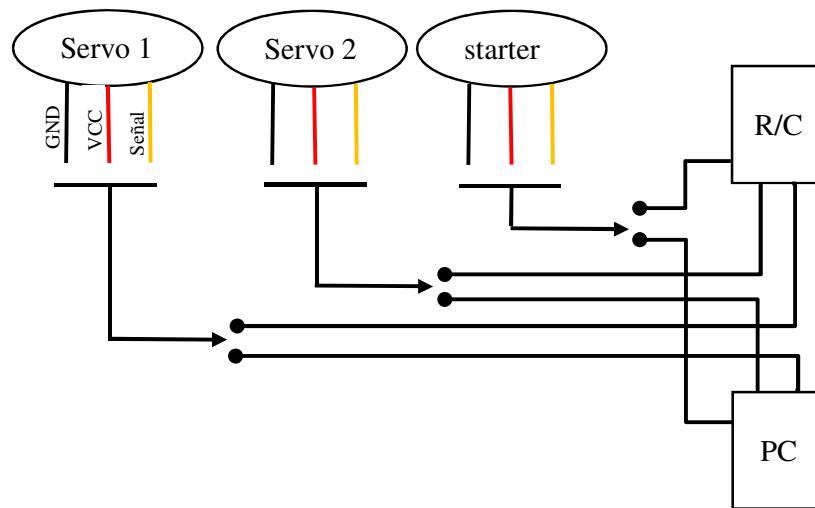 Servo 1
Servo 2
starter
GND
VCC
Señal
R/C
PC